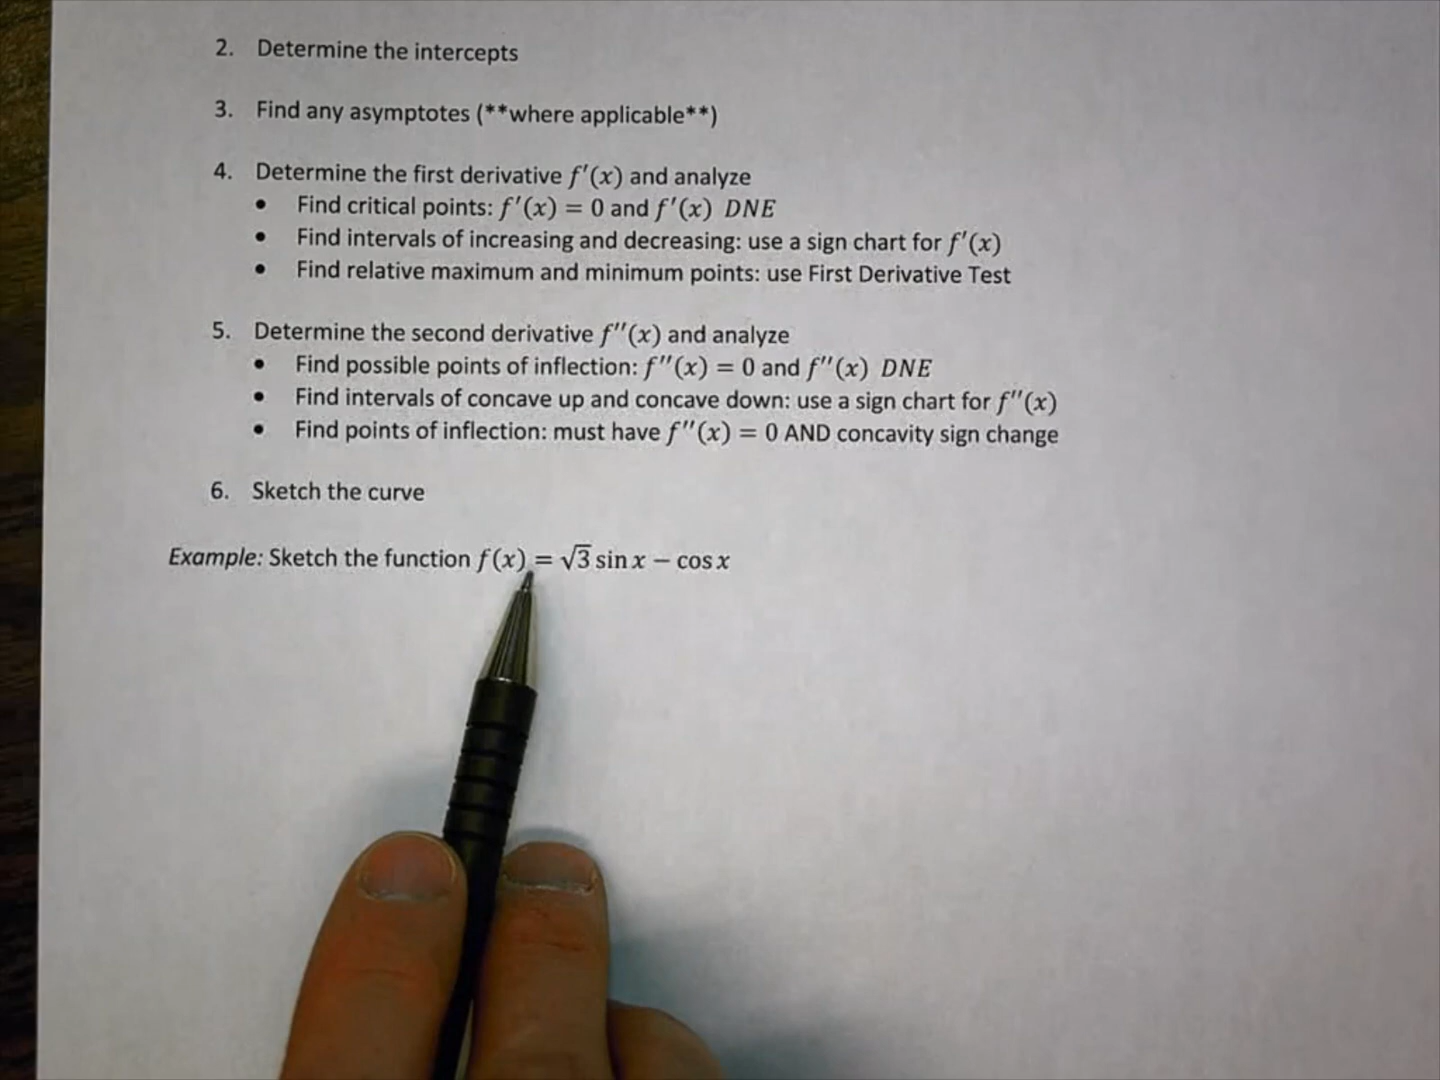 2. Determine the intercepts
3. Find any asymptotes (**where applicable**)
4. Determine the first derivative f′(x) and analyze
• Find critical points: f′(x) = 0 and f′(x) DNE
• Find intervals of increasing and decreasing: use a sign chart for f′(x)
• Find relative maximum and minimum points: use First Derivative Test
5. Determine the second derivative f′′(x) and analyze
• Find possible points of inflection: f′′(x) = 0 and f′′(x) DNE
• Find intervals of concave up and concave down: use a sign chart for f′′(x)
• Find points of inflection: must have f′′(x) = 0 AND concavity sign change
6. Sketch the curve
Example: Sketch the function f(x) = √3 sin x − cos x